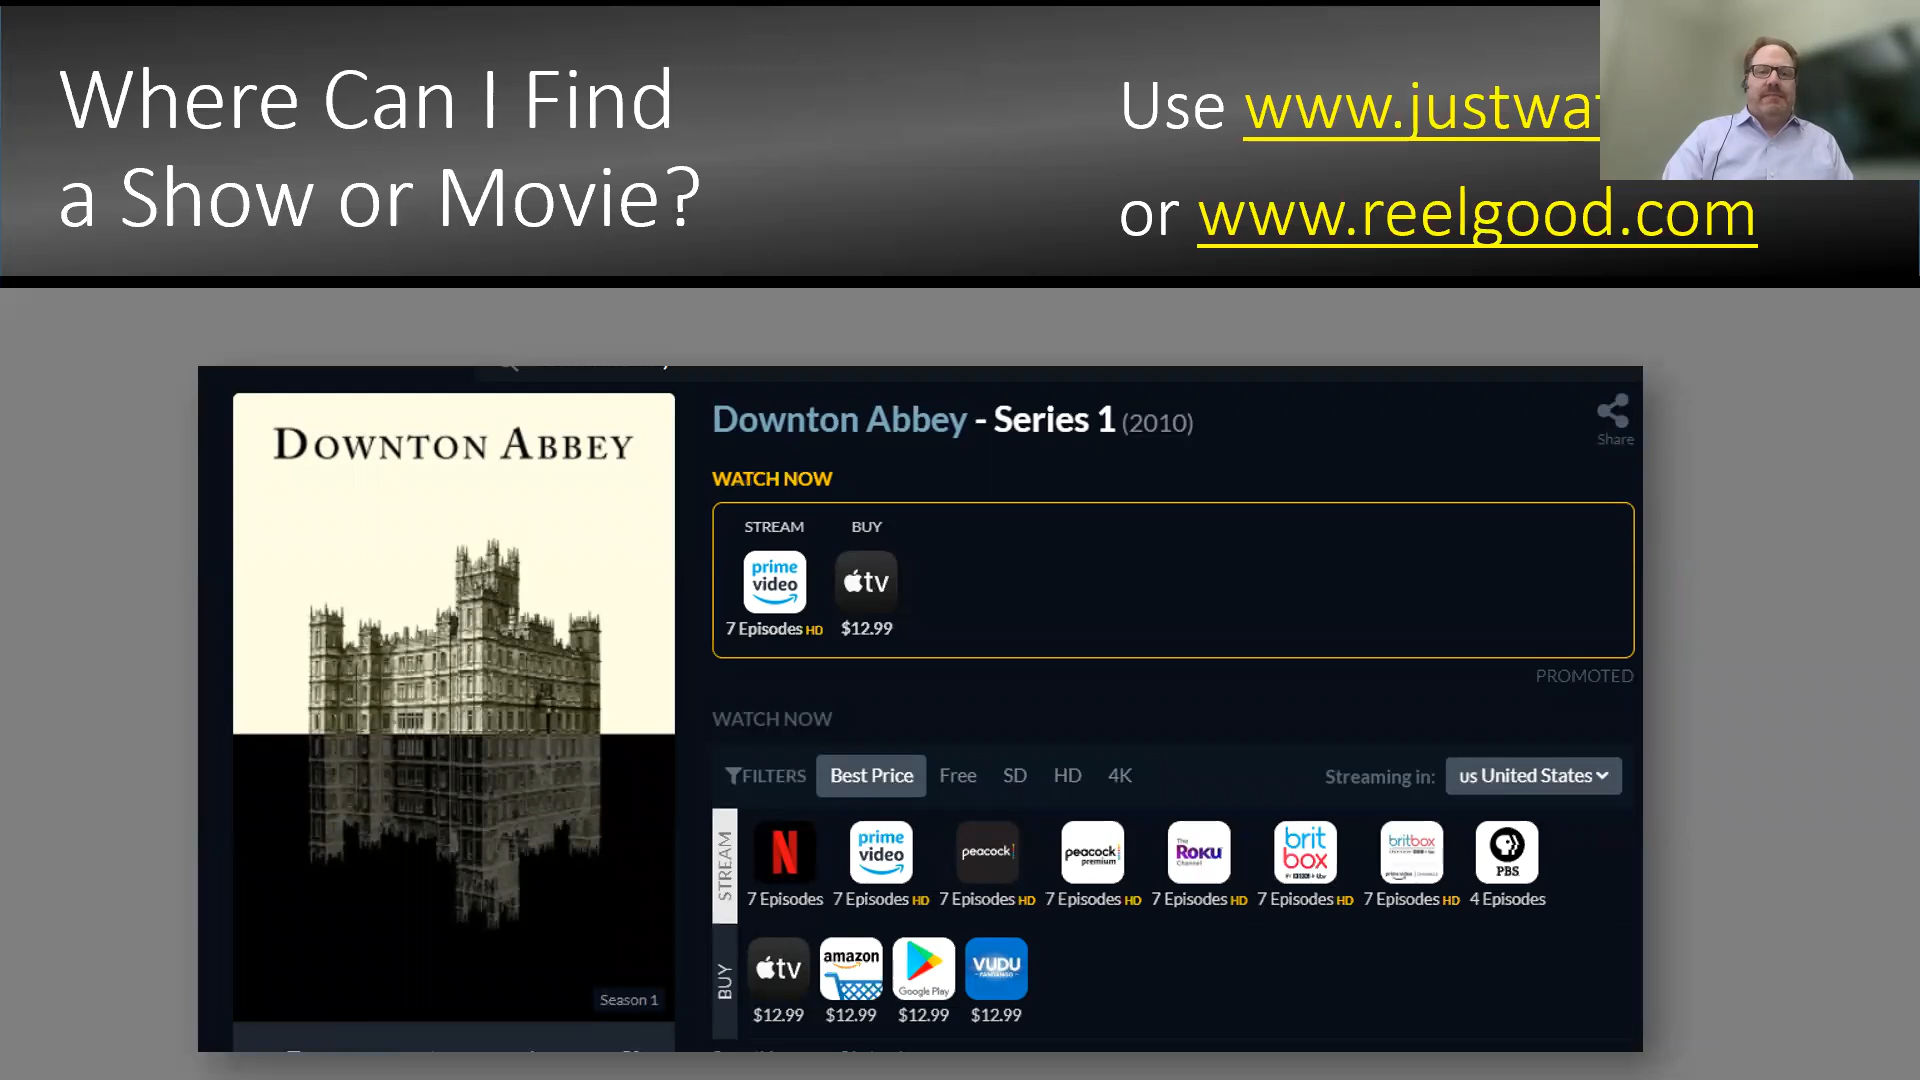 Where Can I Find
a Show or Movie?
Use www.justwa
or www.reelgood.com
DOWNTON ABBEY
Season 1
Downton Abbey - Series 1 (2010)
Share
WATCH NOW
STREAM BUY
prime video tv
7 Episodes HD $12.99
PROMOTED
WATCH NOW
FILTERS Best Price Free SD HD 4K Streaming in: us United States
STREAM
N prime video peacock peacock premium The Roku Channel brit box britbox PBS
7 Episodes 7 Episodes HD 7 Episodes HD 7 Episodes HD 7 Episodes HD 7 Episodes HD 7 Episodes HD 4 Episodes
BUY
tv amazon Google Play VUDU FANDANGO
$12.99 $12.99 $12.99 $12.99